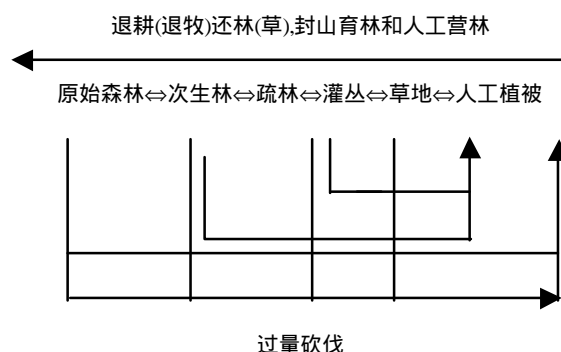 退耕(退牧)还林(草),封山育林和人工营林
原始森林⇔次生林⇔疏林⇔灌丛⇔草地⇔人工植被
过量砍伐